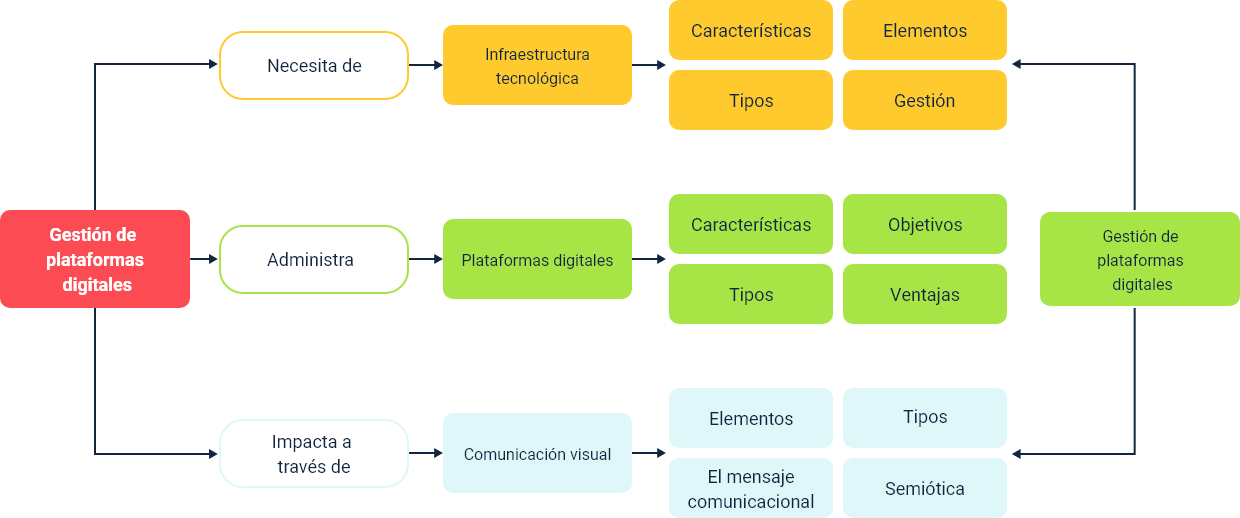 Gestión de
plataformas
digitales
Necesita de
Infraestructura
tecnológica
Características
Elementos
Tipos
Gestión
Administra
Plataformas digitales
Características
Objetivos
Tipos
Ventajas
Impacta a
través de
Comunicación visual
Elementos
Tipos
El mensaje
comunicacional
Semiótica
Gestión de
plataformas
digitales